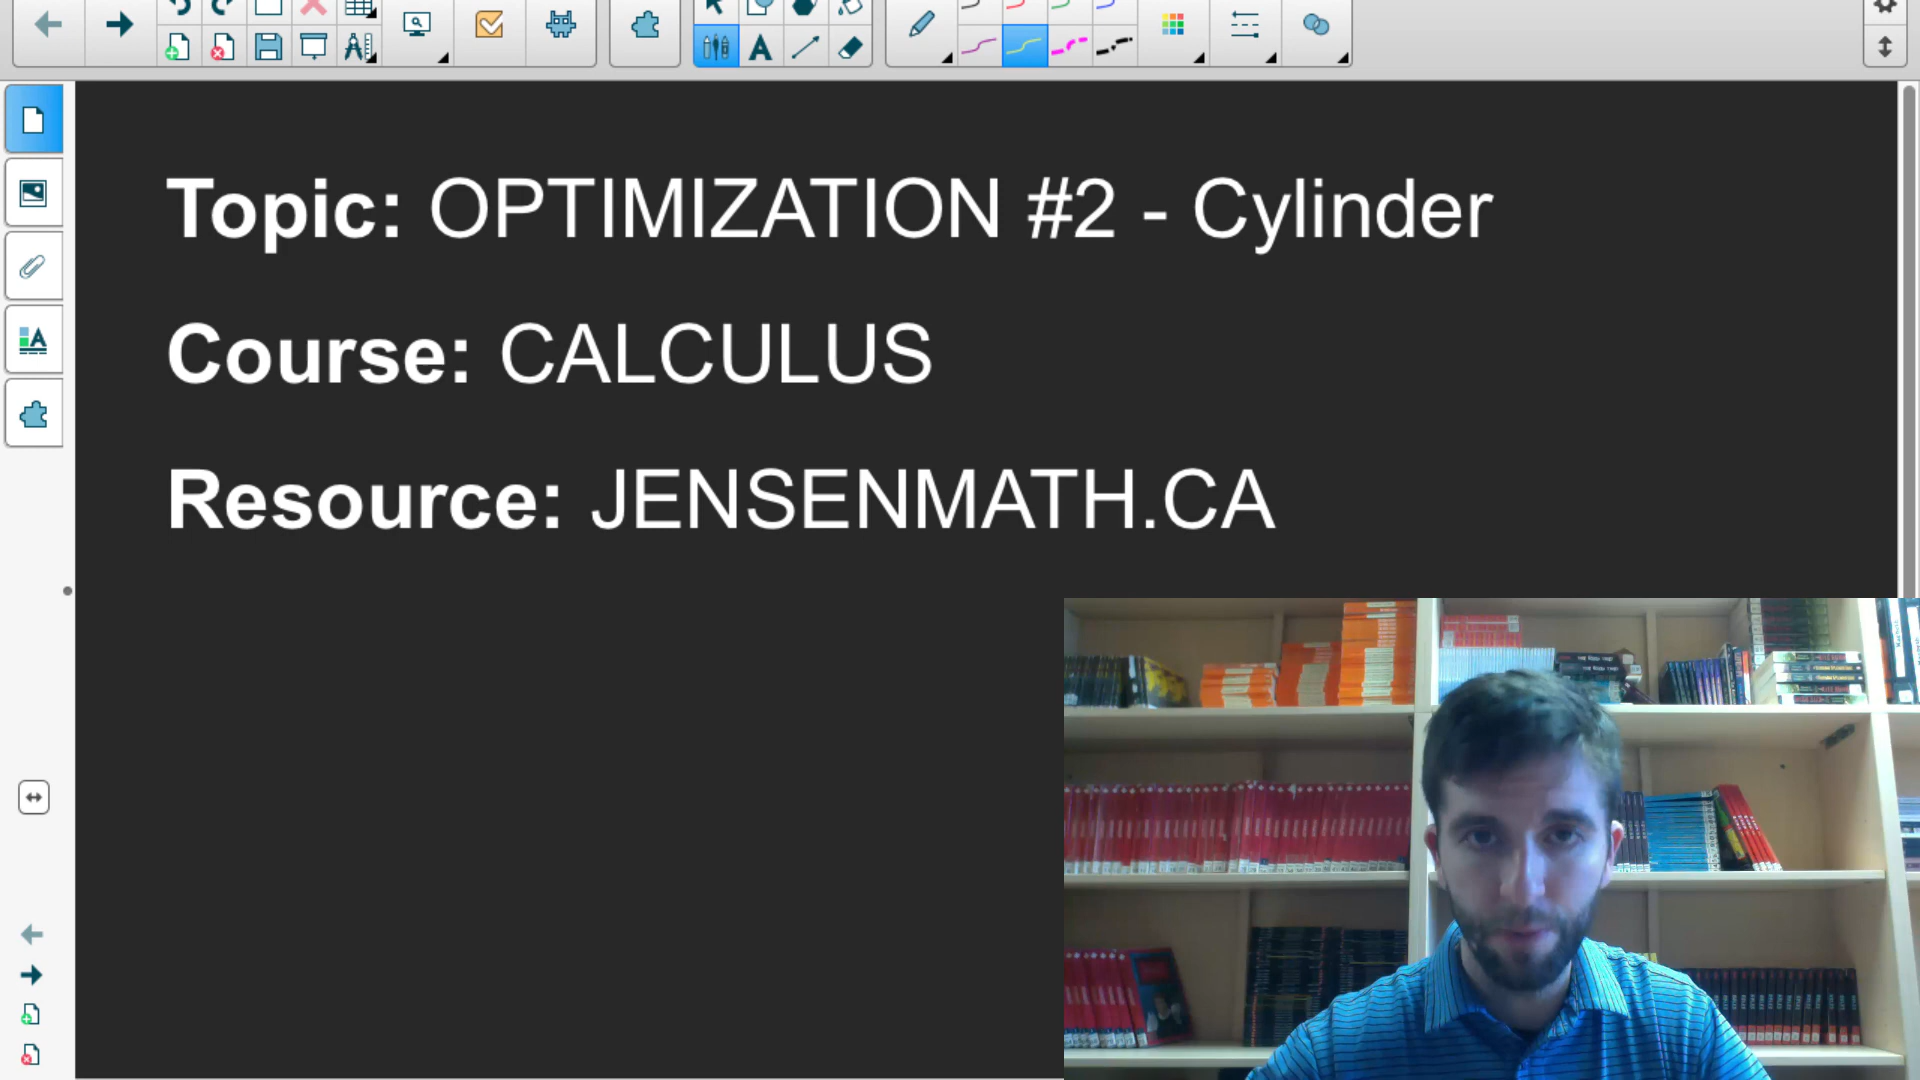 Topic: OPTIMIZATION #2 - Cylinder
Course: CALCULUS
Resource: JENSENMATH.CA